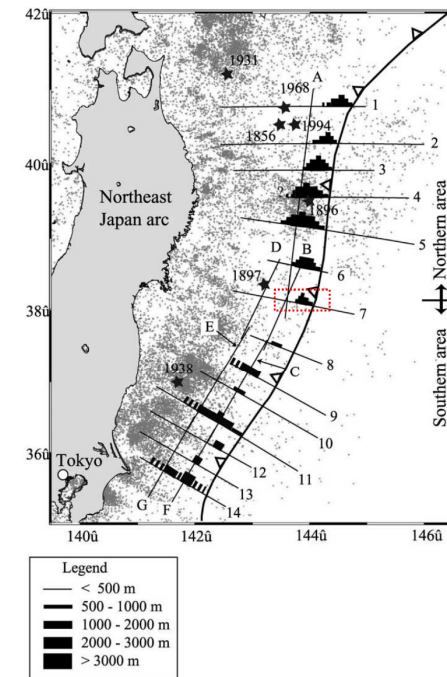 42û
40û
38û
36û
140û
142û
144û
146û
1931
1968
1856
1994
1896
1897
1938
A
B
C
D
E
F
G
1
2
3
4
5
6
7
8
9
10
11
12
13
14
?
Northeast
Japan arc
Tokyo
Northern area
Southern area
Legend
< 500 m
500 - 1000 m
1000 - 2000 m
2000 - 3000 m
> 3000 m